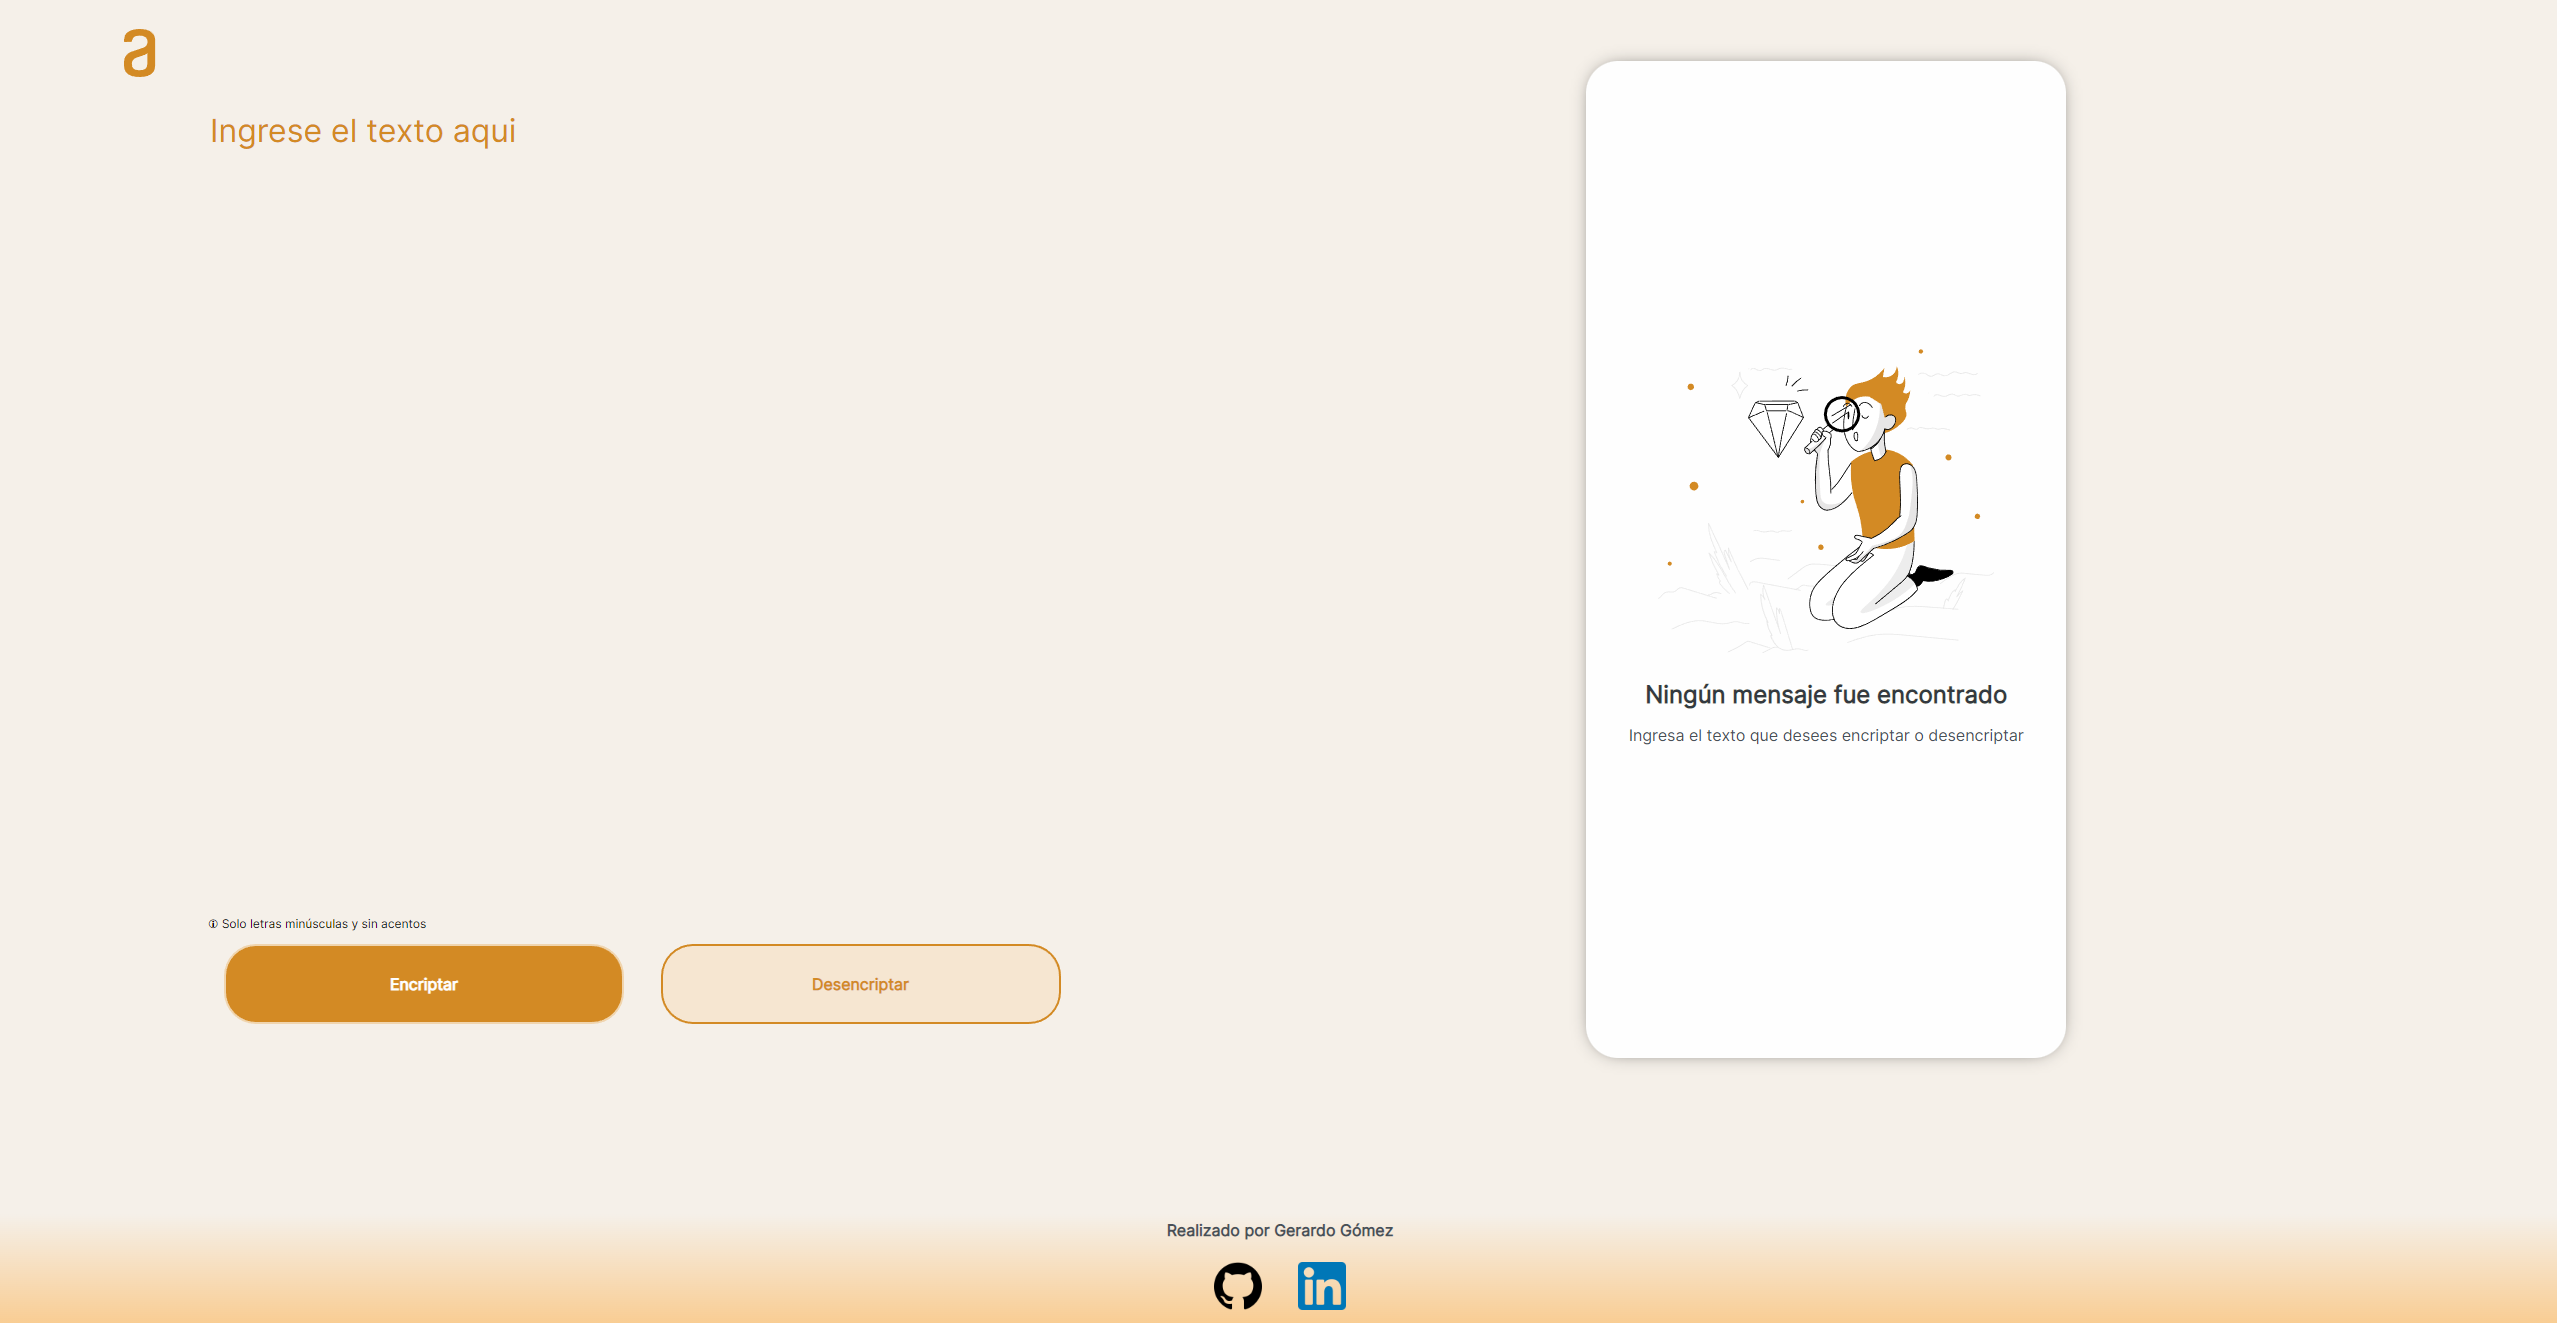 a
Ingrese el texto aqui
Ningún mensaje fue encontrado
Ingresa el texto que desees encriptar o desencriptar
Solo letras minúsculas y sin acentos
Encriptar
Desencriptar
Realizado por Gerardo Gómez
in